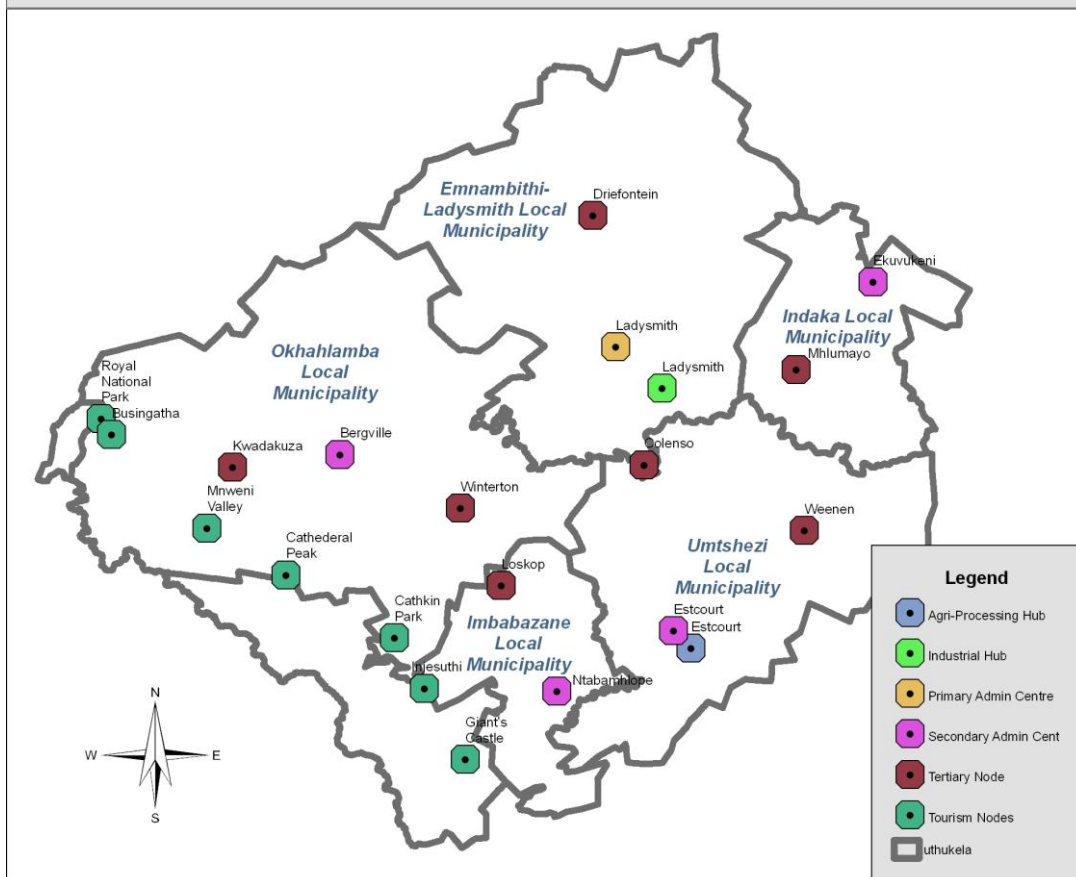 Emnambithi-
Ladysmith Local
Municipality
Driefontein
Ekuvukeni
Indaka Local
Municipality
Mhlumayo
Ladysmith
Ladysmith
Okhahlamba
Local
Municipality
Royal
National
Park
Busingatha
Kwadakuza
Bergville
Mnweni
Valley
Winterton
Colenso
Weenen
Cathederal
Peak
Loskop
Umtshezi
Local
Municipality
Cathkin
Park
Imbabazane
Local
Municipality
Estcourt
Estcourt
Injesuthi
Ntabamhlope
Giant's
Castle
N
W
E
S
Legend
Agri-Processing Hub
Industrial Hub
Primary Admin Centre
Secondary Admin Cent
Tertiary Node
Tourism Nodes
uthukela